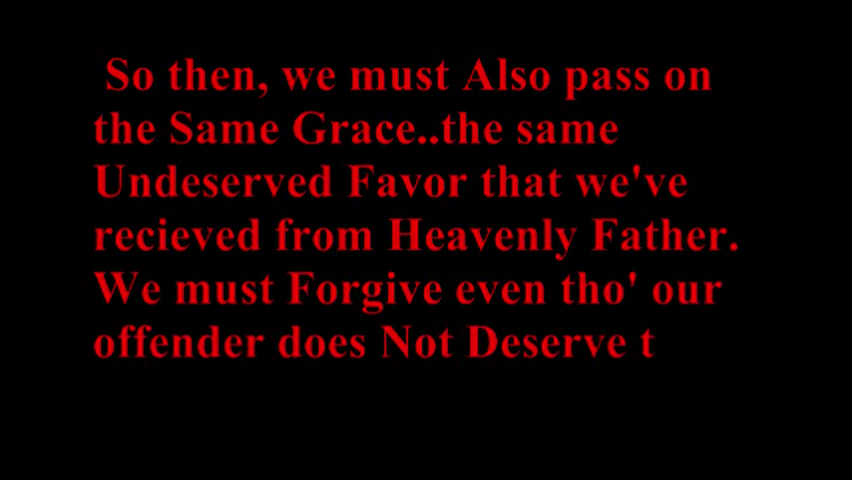 So then, we must Also pass on
the Same Grace..the same
Undeserved Favor that we've
recieved from Heavenly Father.
We must Forgive even tho' our
offender does Not Deserve t